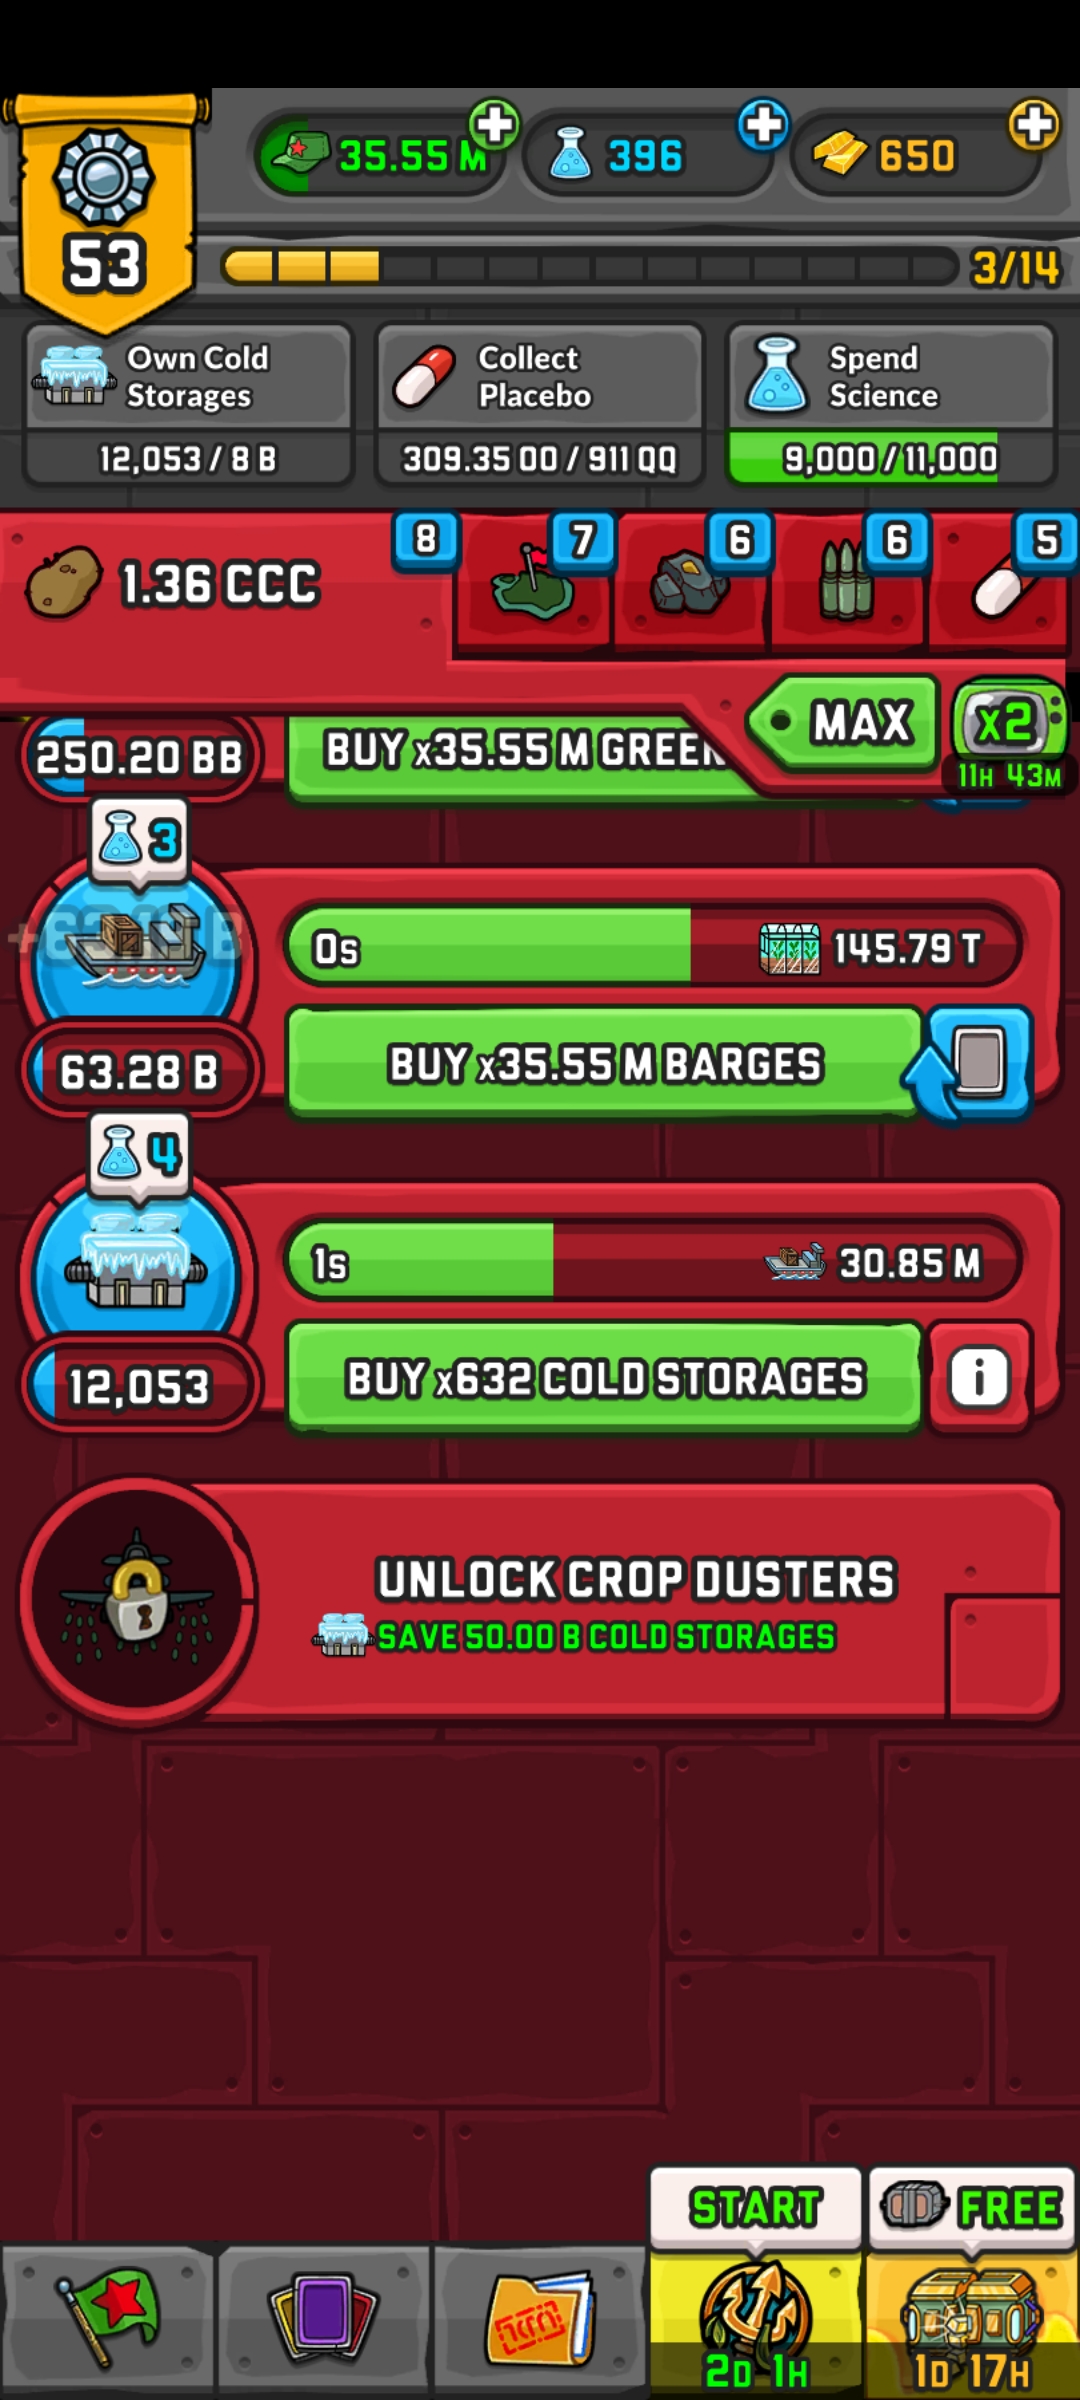 53
35.55 M
396
650
3/14
Own Cold
Storages
12,053 / 8 B
Collect
Placebo
309.35 OO / 911 QQ
Spend
Science
9,000 / 11,000
1.36 CCC
8
7
6
6
5
MAX
x2
11H 43M
250.20 BB
BUY x35.55 M GREEN
3
0s
145.79 T
63.28 B
BUY x35.55 M BARGES
4
1s
30.85 M
12,053
BUY x632 COLD STORAGES
i
UNLOCK CROP DUSTERS
SAVE 50.00 B COLD STORAGES
START
FREE
2D 1H
1D 17H